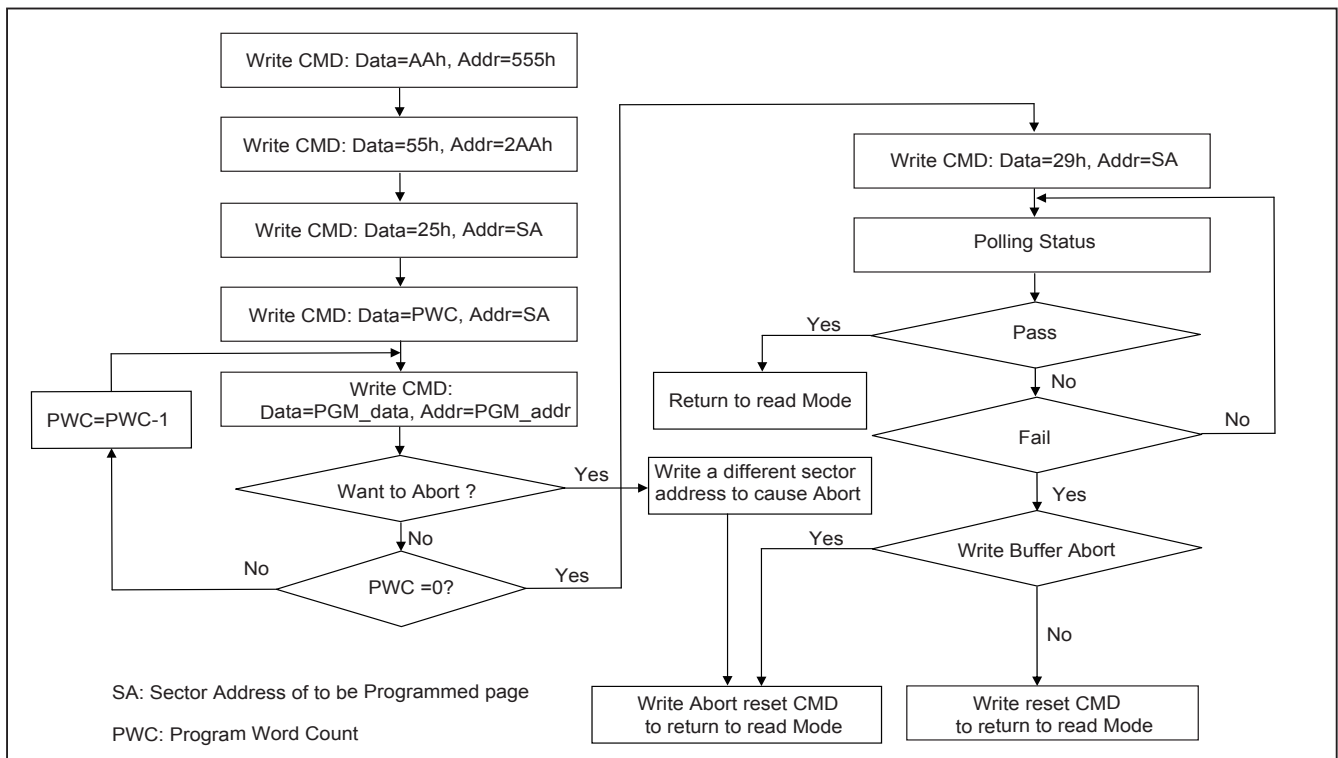 Write CMD: Data=AAh, Addr=555h
Write CMD: Data=55h, Addr=2AAh
Write CMD: Data=25h, Addr=SA
Write CMD: Data=PWC, Addr=SA
Write CMD:
Data=PGM_data, Addr=PGM_addr
PWC=PWC-1
Want to Abort ?
Yes
No
PWC =0?
No
Yes
Write a different sector
address to cause Abort
Write CMD: Data=29h, Addr=SA
Polling Status
Pass
Yes
No
Return to read Mode
Fail
No
Yes
Write Buffer Abort
Yes
No
Write Abort reset CMD
to return to read Mode
Write reset CMD
to return to read Mode
SA: Sector Address of to be Programmed page
PWC: Program Word Count